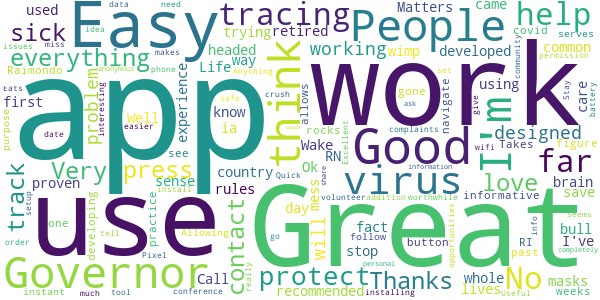 used Easy tracing People Matters came covid
sick trying retired help
everything working wimp developed serves
issues miss idea data makes need
Raimondo Life way headed common community permission
app think work
first problem experience phone allows using gone navigate
anonymous Anything Well know ia rocks Good I'm Stay care
Eats purpose date interesting safe easier crush ask complaints set give battery
see Wake RN Excellent designed
track Very press country Quick Ok virus far
proven sense rules mess love informative Takes figure
use Great
setup developing one practice contact day will fact button brain save
tell install Allowing protect stop follow RI past bull I've
Governor Pixel Call lives whole No masks
order instant much tool really conference recommended Thanks weeks
go share personal volunteer addition information worthwhile installing opportunities wifi info useful seems completely